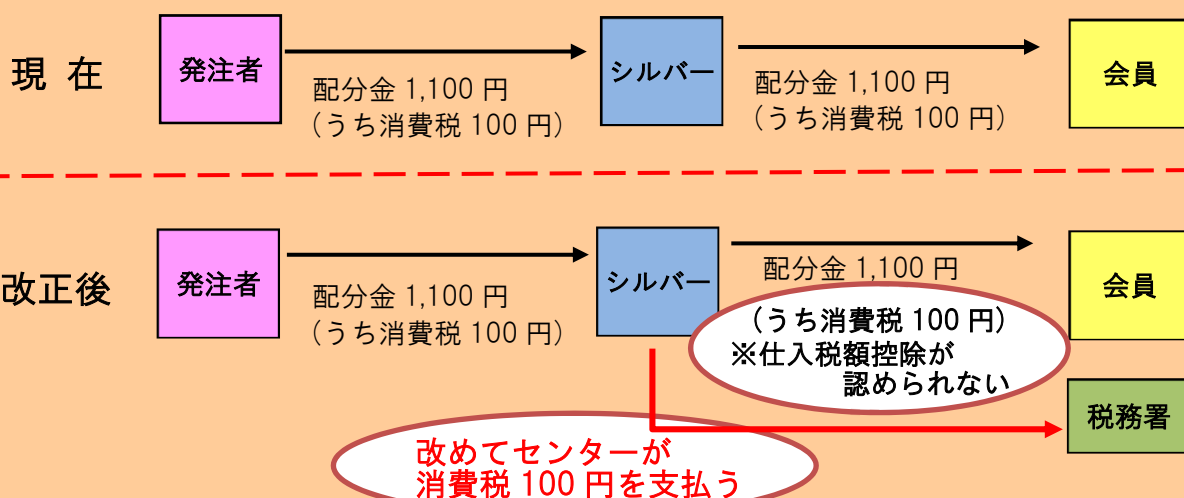 現 在
発注者
配分金 1,100 円
(うち消費税 100 円)
シルバー
配分金 1,100 円
(うち消費税 100 円)
会員
改正後
発注者
配分金 1,100 円
(うち消費税 100 円)
シルバー
配分金 1,100 円
(うち消費税 100 円)
※仕入税額控除が
認められない
会員
税務署
改めてセンターが
消費税 100 円を支払う